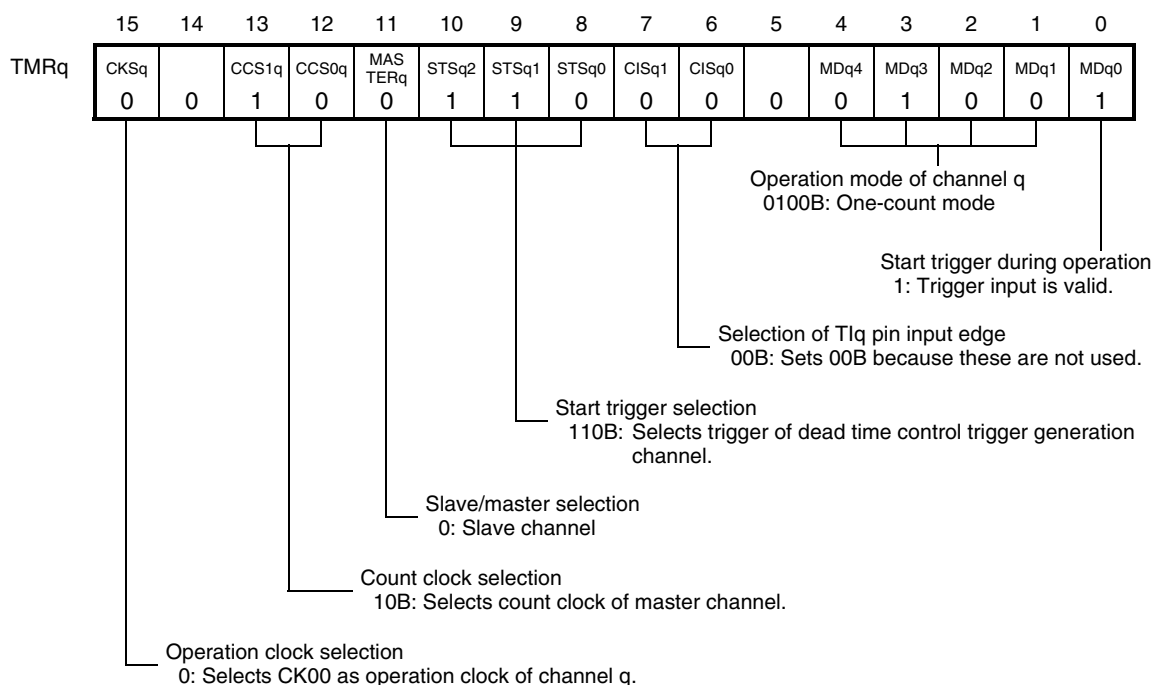 15 14 13 12 11 10 9 8 7 6 5 4 3 2 1 0
TMRq CKSq CCS1q CCS0q MAS TERq STSq2 STSq1 STSq0 CISq1 CISq0 MDq4 MDq3 MDq2 MDq1 MDq0
0 0 1 0 0 1 1 0 0 0 0 0 1 0 0 1
Operation mode of channel q
0100B: One-count mode
Start trigger during operation
1: Trigger input is valid.
Selection of TIq pin input edge
00B: Sets 00B because these are not used.
Start trigger selection
110B: Selects trigger of dead time control trigger generation
channel.
Slave/master selection
0: Slave channel
Count clock selection
10B: Selects count clock of master channel.
Operation clock selection
0: Selects CK00 as operation clock of channel q.